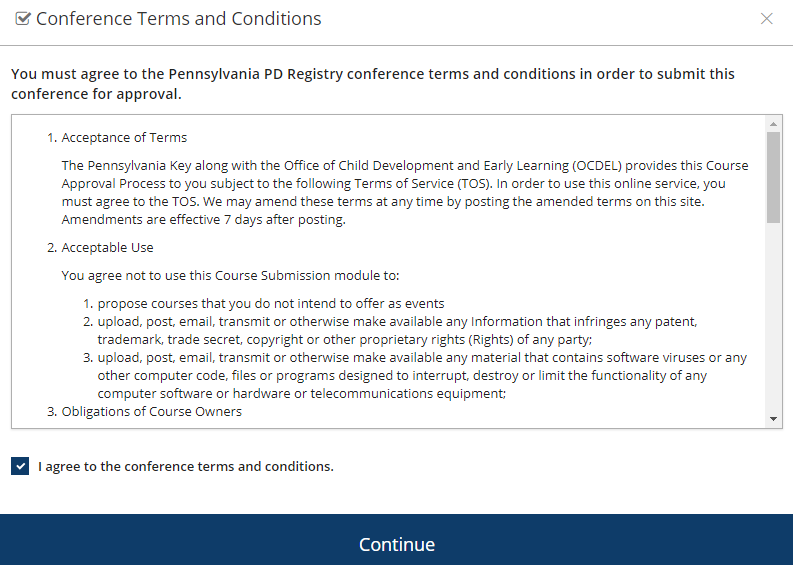 Conference Terms and Conditions
You must agree to the Pennsylvania PD Registry conference terms and conditions in order to submit this
conference for approval.
1. Acceptance of Terms
The Pennsylvania Key along with the Office of Child Development and Early Learning (OCDEL) provides this Course
Approval Process to you subject to the following Terms of Service (TOS). In order to use this online service, you
must agree to the TOS. We may amend these terms at any time by posting the amended terms on this site.
Amendments are effective 7 days after posting.
2. Acceptable Use
You agree not to use this Course Submission module to:
1. propose courses that you do not intend to offer as events
2. upload, post, email, transmit or otherwise make available any Information that infringes any patent,
trademark, trade secret, copyright or other proprietary rights (Rights) of any party;
3. upload, post, email, transmit or otherwise make available any material that contains software viruses or any
other computer code, files or programs designed to interrupt, destroy or limit the functionality of any
computer software or hardware or telecommunications equipment;
3. Obligations of Course Owners
I agree to the conference terms and conditions.
Continue